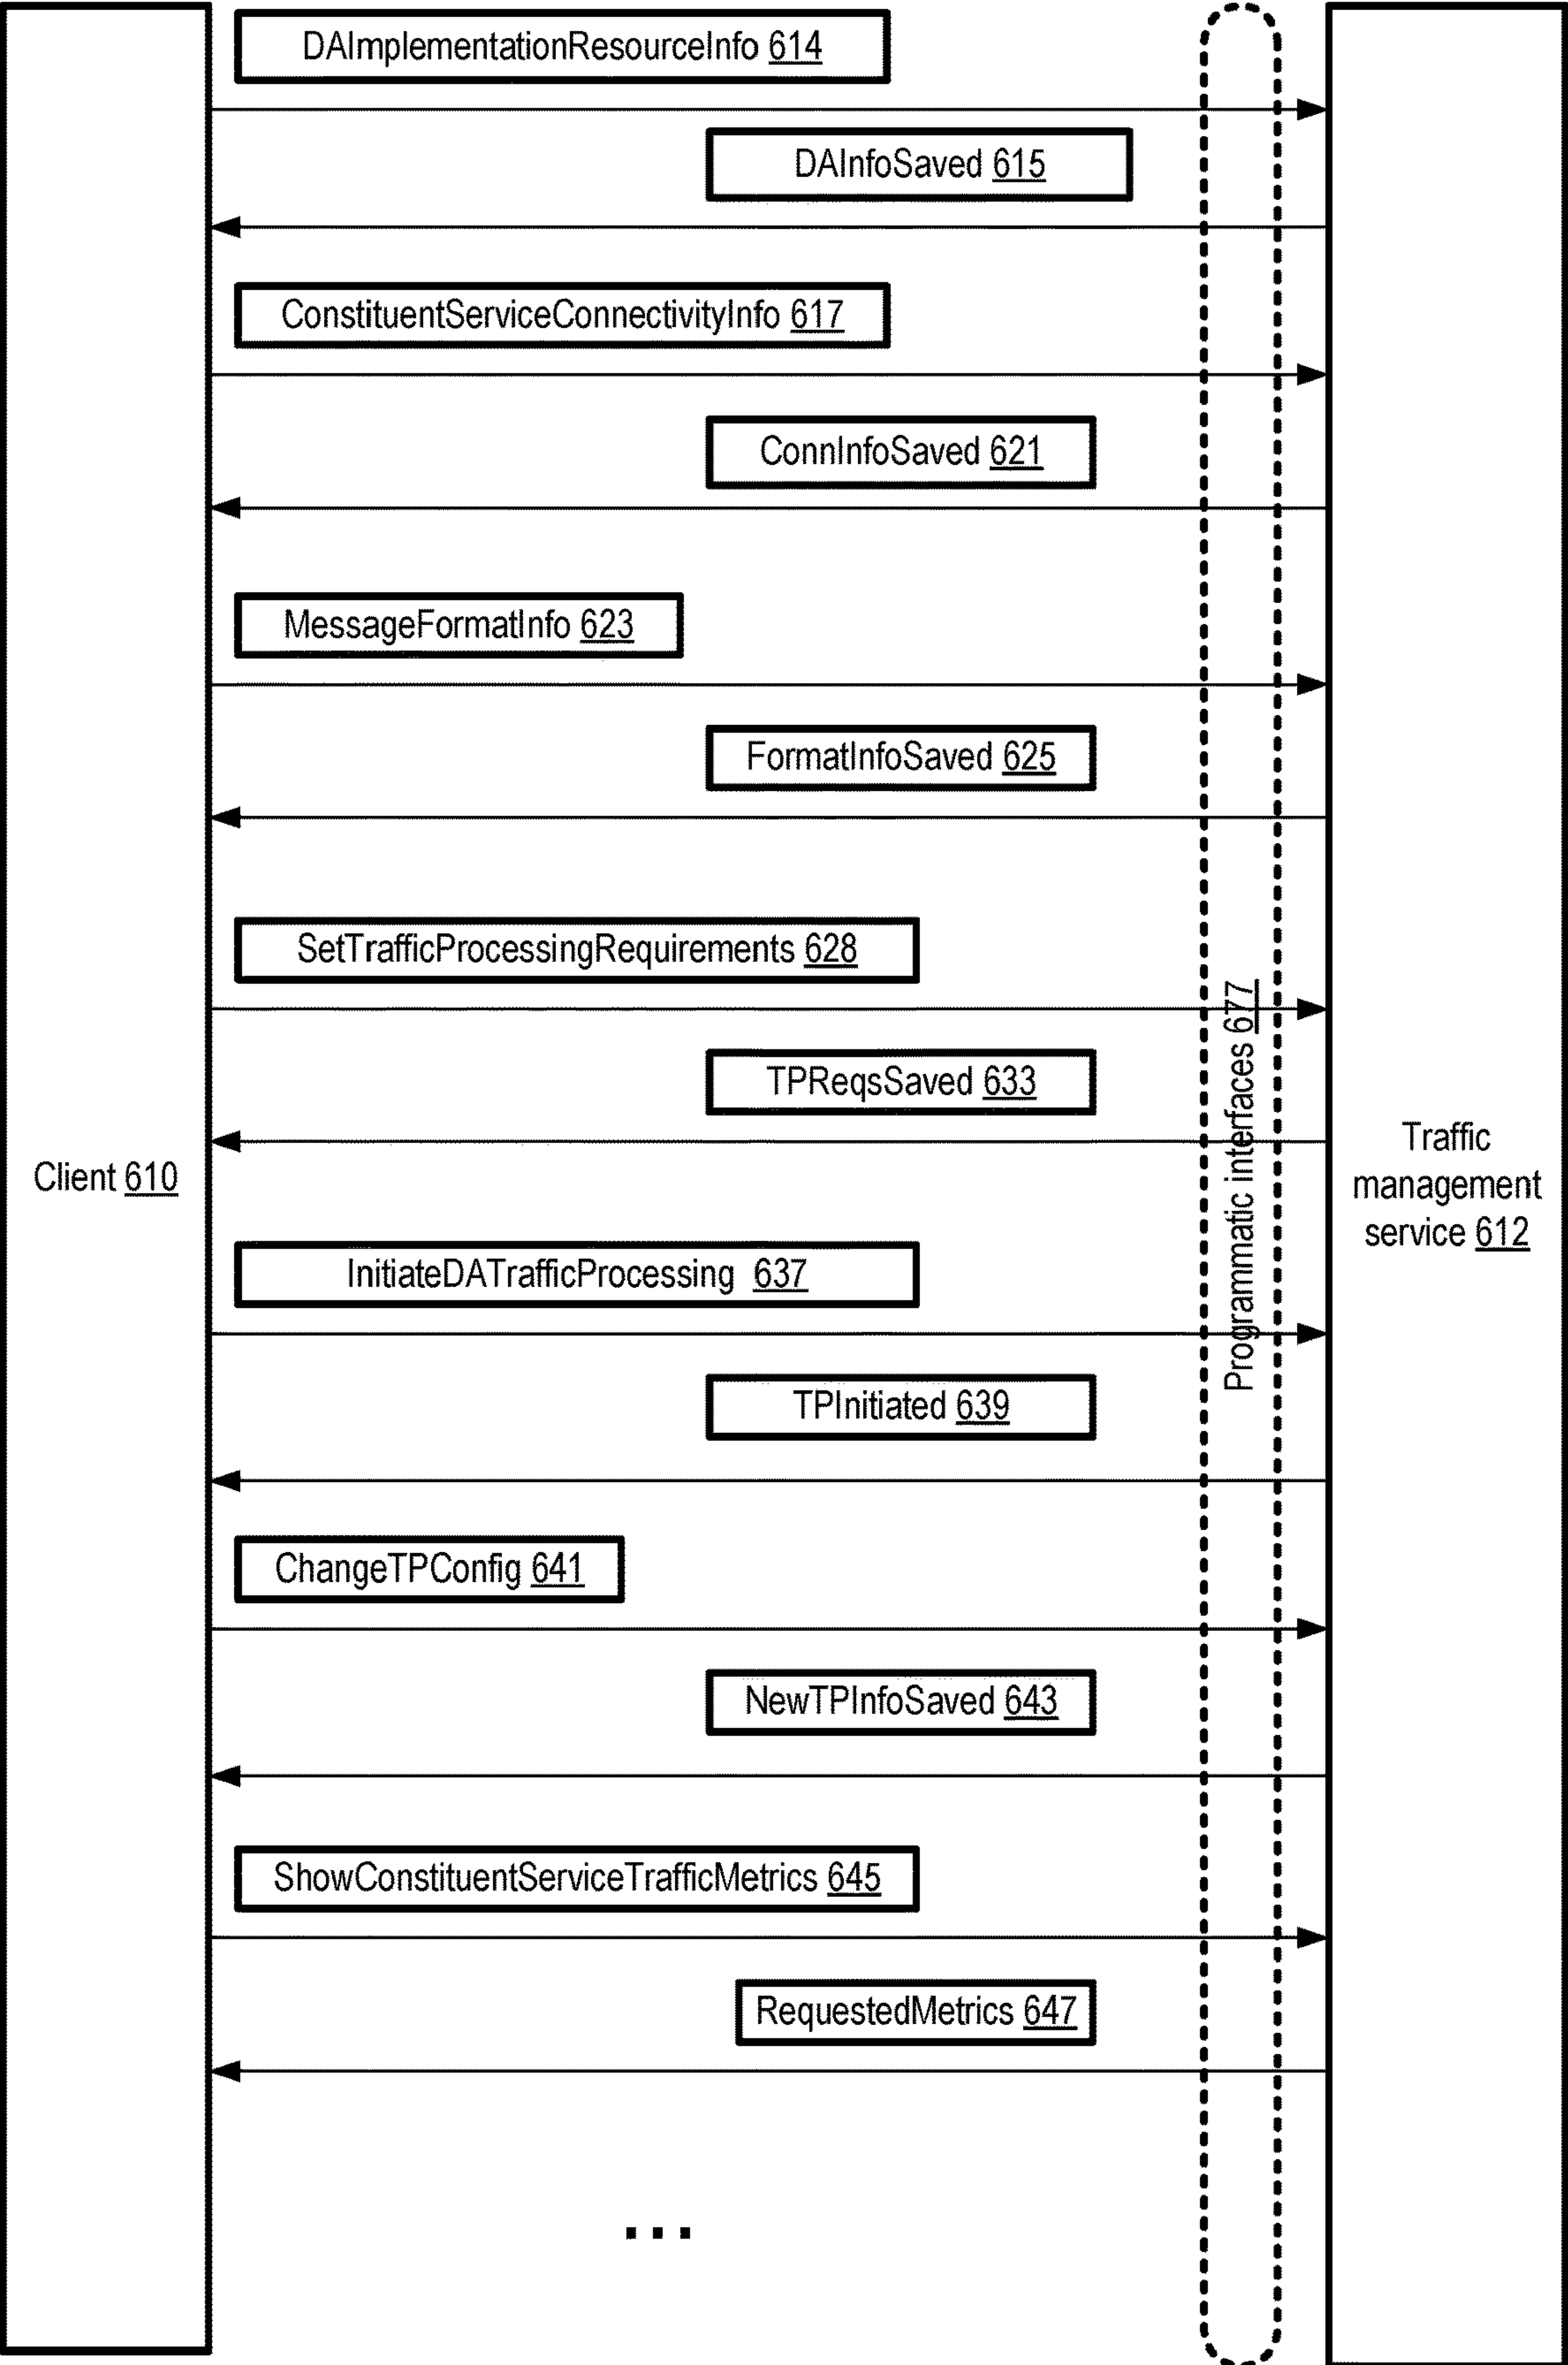 DAImplementationResourceInfo 614
DAInfoSaved 615
ConstituentServiceConnectivityInfo 617
ConnInfoSaved 621
MessageFormatInfo 623
FormatInfoSaved 625
SetTrafficProcessingRequirements 628
TPReqsSaved 633
Client 610
Programmatic interfaces 677
Traffic
management
service 612
InitiateDATrafficProcessing 637
TPInitiated 639
ChangeTPConfig 641
NewTPInfoSaved 643
ShowConstituentServiceTrafficMetrics 645
RequestedMetrics 647
...